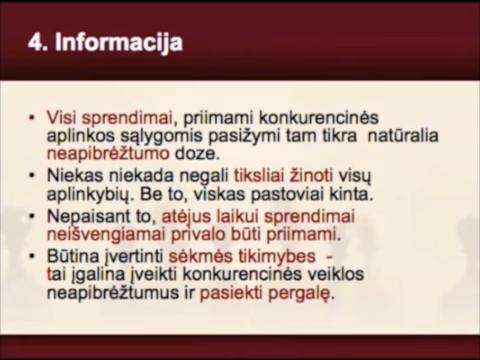 4. Informacija
• Visi sprendimai, priimami konkurencinės
aplinkos sąlygomis pasižymi tam tikra natūralia
neapibrėžtumo doze.
• Niekas niekada negali tiksliai žinoti visų
aplinkybių. Be to, viskas pastoviai kinta.
• Nepaisant to, atėjus laikui sprendimai
neišvengiamai privalo būti priimami.
• Būtina įvertinti sėkmės tikimybes -
tai įgalina įveikti konkurencinės veiklos
neapibrėžtumus ir pasiekti pergalę.